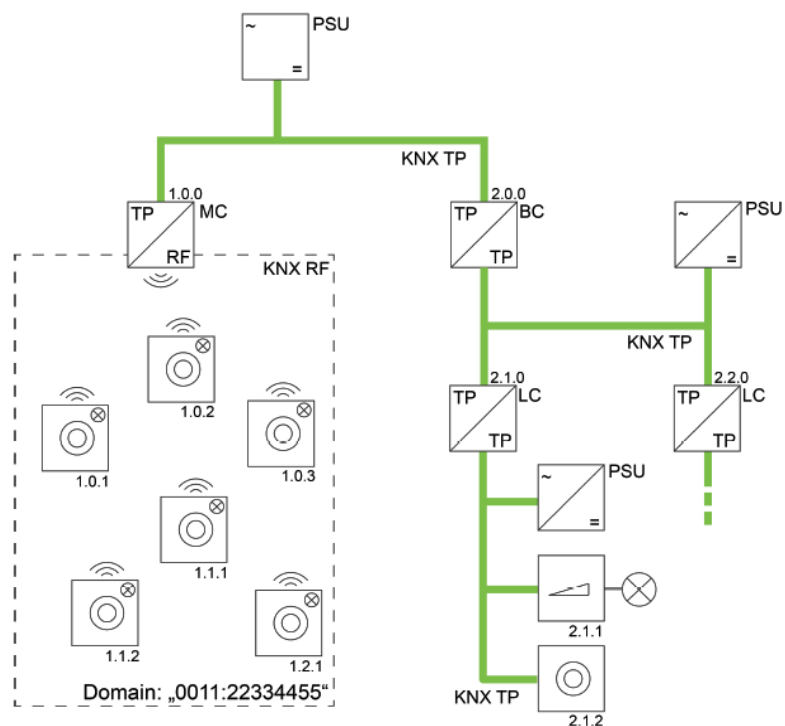 ~ = PSU
KNX TP
1.0.0
TP MC
RF
2.0.0
TP BC
TP
~ = PSU
KNX RF
KNX TP
1.0.2
1.0.1
1.0.3
2.1.0
TP LC
TP
2.2.0
TP LC
TP
~ = PSU
1.1.1
1.1.2
1.2.1
2.1.1
KNX TP
2.1.2
Domain: „0011:22334455“